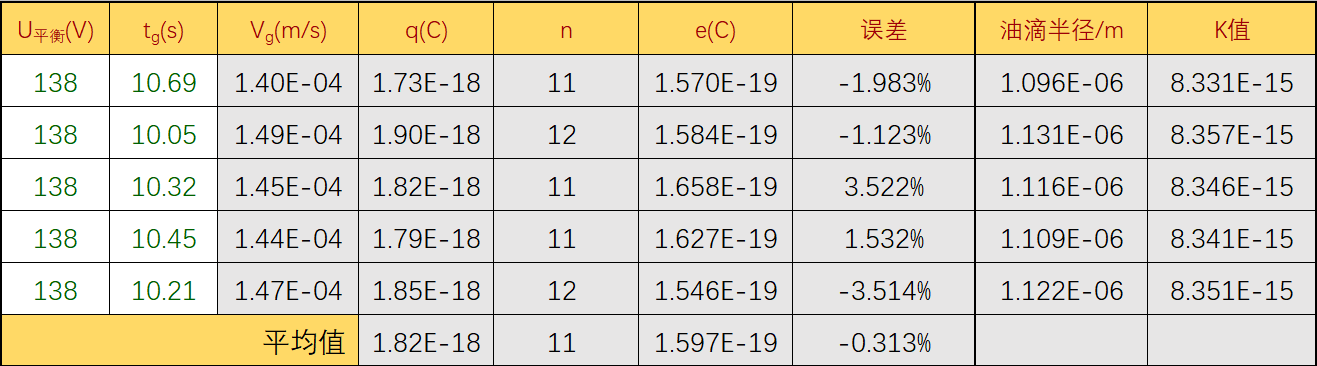 U平衡(V) tg(s) Vg(m/s) q(C) n e(C) 误差 油滴半径/m K值
138 10.69 1.40E-04 1.73E-18 11 1.570E-19 -1.983% 1.096E-06 8.331E-15
138 10.05 1.49E-04 1.90E-18 12 1.584E-19 -1.123% 1.131E-06 8.357E-15
138 10.32 1.45E-04 1.82E-18 11 1.658E-19 3.522% 1.116E-06 8.346E-15
138 10.45 1.44E-04 1.79E-18 11 1.627E-19 1.532% 1.109E-06 8.341E-15
138 10.21 1.47E-04 1.85E-18 12 1.546E-19 -3.514% 1.122E-06 8.351E-15
平均值 1.82E-18 11 1.597E-19 -0.313%